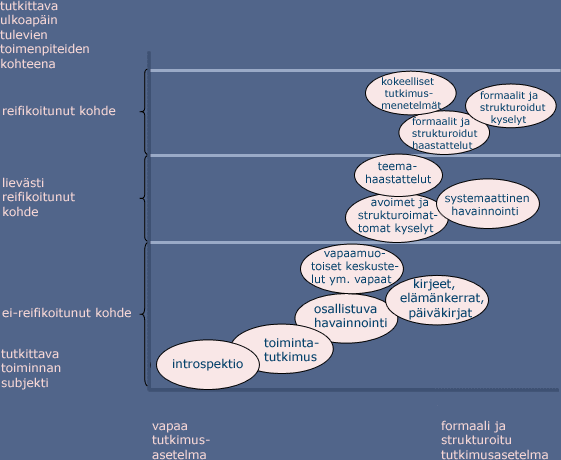 tutkittava
ulkoapäin
tulevien
toimenpiteiden
kohteena
reifikoitunut kohde
kokeelliset
tutkimus-
menetelmät
formaalit ja
strukturoidut
kyselyt
formaalit ja
strukturoidut
haastattelut
lievästi
reifikoitunut
kohde
teema-
haastattelut
avoimet ja
strukturoimat-
tomat kyselyt
systemaattinen
havainnointi
ei-reifikoitunut kohde
vapaamuo-
toiset keskuste-
lut ym. vapaat
kirjeet,
elämänkerrat,
päiväkirjat
osallistuva
havainnointi
toiminta-
tutkimus
introspektio
tutkittava
toiminnan
subjekti
vapaa
tutkimus-
asetelma
formaali ja
strukturoitu
tutkimusasetelma